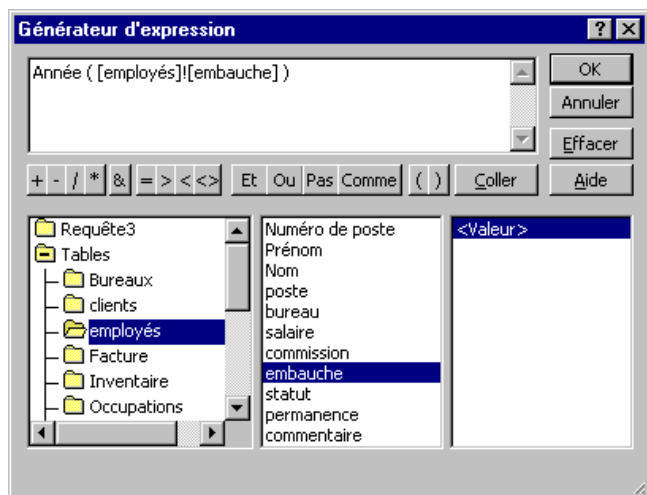 Générateur d'expression
? X
Année ( [employés]![embauche] )
OK
Annuler
Effacer
+ - / * & = > < <> Et Ou Pas Comme ( ) Coller Aide
Requête3
Tables
Bureaux
clients
employés
Facture
Inventaire
Occupations
Numéro de poste
Prénom
Nom
poste
bureau
salaire
commission
embauche
statut
permanence
commentaire
<Valeur>